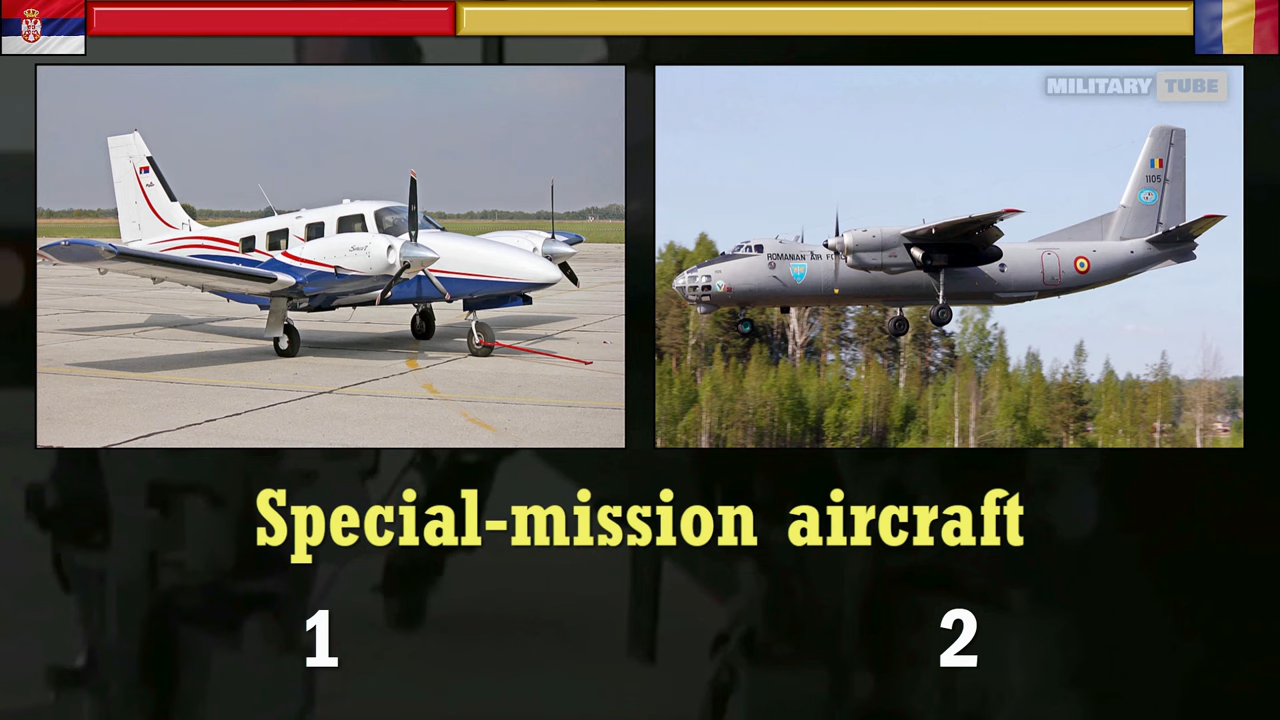 MILITARY TUBE
1105
ROMANIAN AIR FO
Special-mission aircraft
1
2